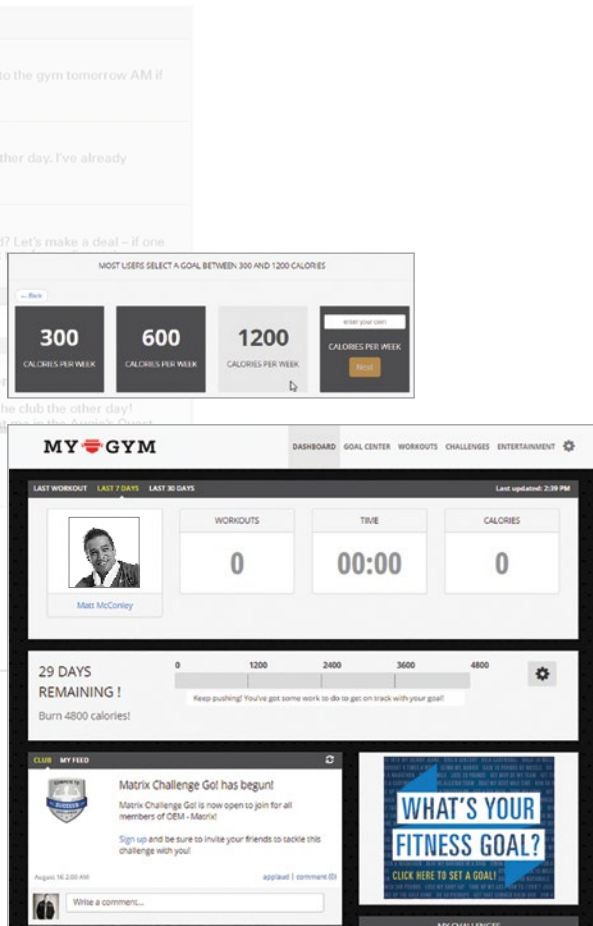 to the gym tomorrow AM if
ther day. I've already
d? Let's make a deal – if one
MOST USERS SELECT A GOAL BETWEEN 300 AND 1200 CALORIES
← Back
300
CALORIES PER WEEK
600
CALORIES PER WEEK
1200
CALORIES PER WEEK
enter your own
CALORIES PER WEEK
Next
he club the other day!
MY GYM
DASHBOARD GOAL CENTER WORKOUTS CHALLENGES ENTERTAINMENT
LAST WORKOUT LAST 7 DAYS LAST 30 DAYS
Last updated: 2:39 PM
Matt McConley
WORKOUTS
0
TIME
00:00
CALORIES
0
29 DAYS
REMAINING !
Burn 4800 calories!
0 1200 2400 3600 4800
Keep pushing! You've got some work to do to get on track with your goal!
CLUB MY FEED
Matrix Challenge Go! has begun!
Matrix Challenge Go! is now open to join for all
members of OEM - Matrix!
Sign up and be sure to invite your friends to tackle this
challenge with you!
August 16 2:00 AM
applaud | comment (0)
Write a comment...
WHAT'S YOUR
FITNESS GOAL?
CLICK HERE TO SET A GOAL!
MY CHALLENGES